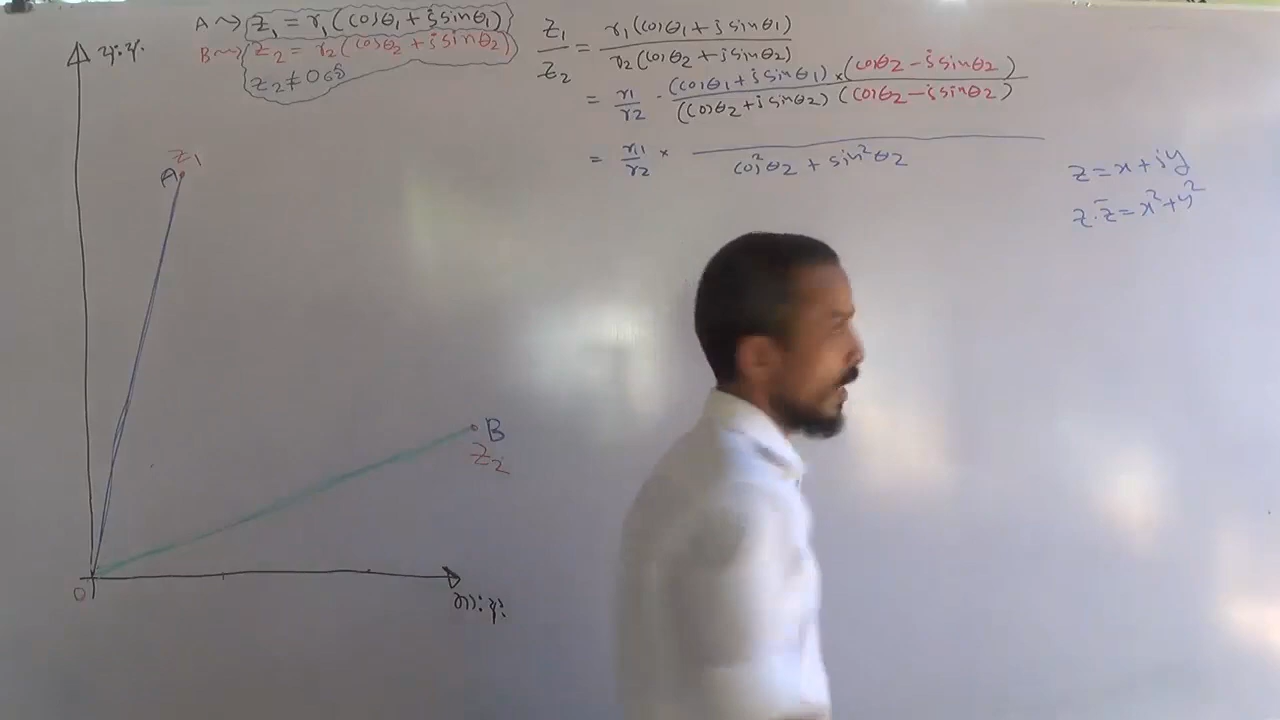 A ⤳ z₁ = r₁(cosθ₁ + j sinθ₁)
B ⤳ z₂ = r₂(cosθ₂ + j sinθ₂)
z₂ ≠ 0
z₁/z₂ = r₁(cosθ₁ + j sinθ₁)/r₂(cosθ₂ + j sinθ₂)
= r₁/r₂ · (cosθ₁ + j sinθ₁) × (cosθ₂ - j sinθ₂)/(cosθ₂ + j sinθ₂)(cosθ₂ - j sinθ₂)
= r₁/r₂ × /cos²θ₂ + sin²θ₂
z = x + jy
z·z̄ = x² + y²
z₁
A
B
z₂
0